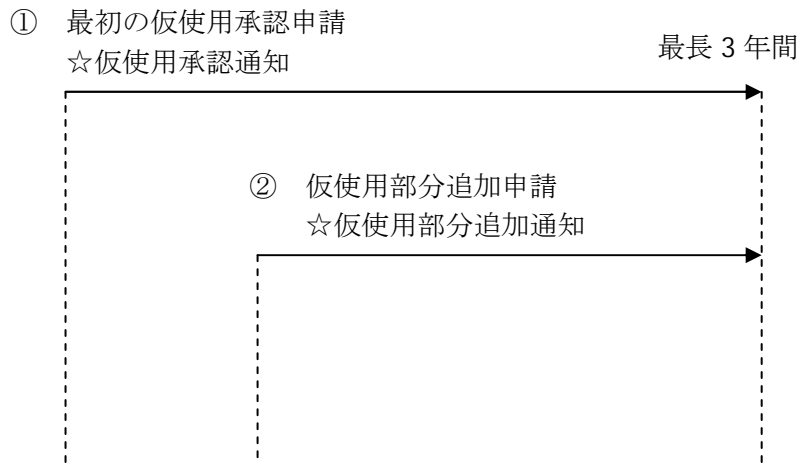 ① 最初の仮使用承認申請
☆仮使用承認通知
最長 3 年間
② 仮使用部分追加申請
☆仮使用部分追加通知